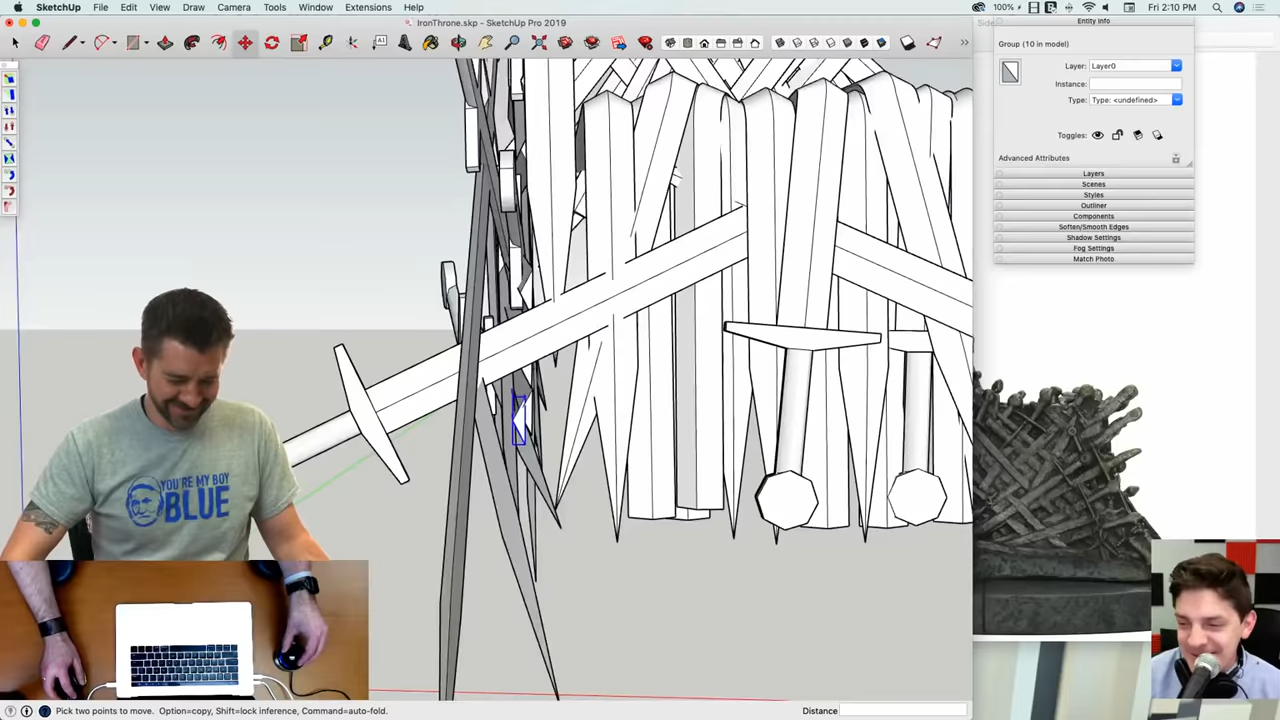 SketchUp File Edit View Draw Camera Tools Window Extensions Help
100% Fri 2:10 PM
IronThrone.skp - SketchUp Pro 2019
Entity Info
Group (10 in model)
Layer: Layer0
Instance:
Type: Type: <undefined>
Toggles:
Advanced Attributes
Layers
Scenes
Styles
Outliner
Components
Soften/Smooth Edges
Shadow Settings
Fog Settings
Match Photo
YOU'RE MY BOY
BLUE
Pick two points to move. Option=copy, Shift=lock inference, Command=auto-fold.
Distance